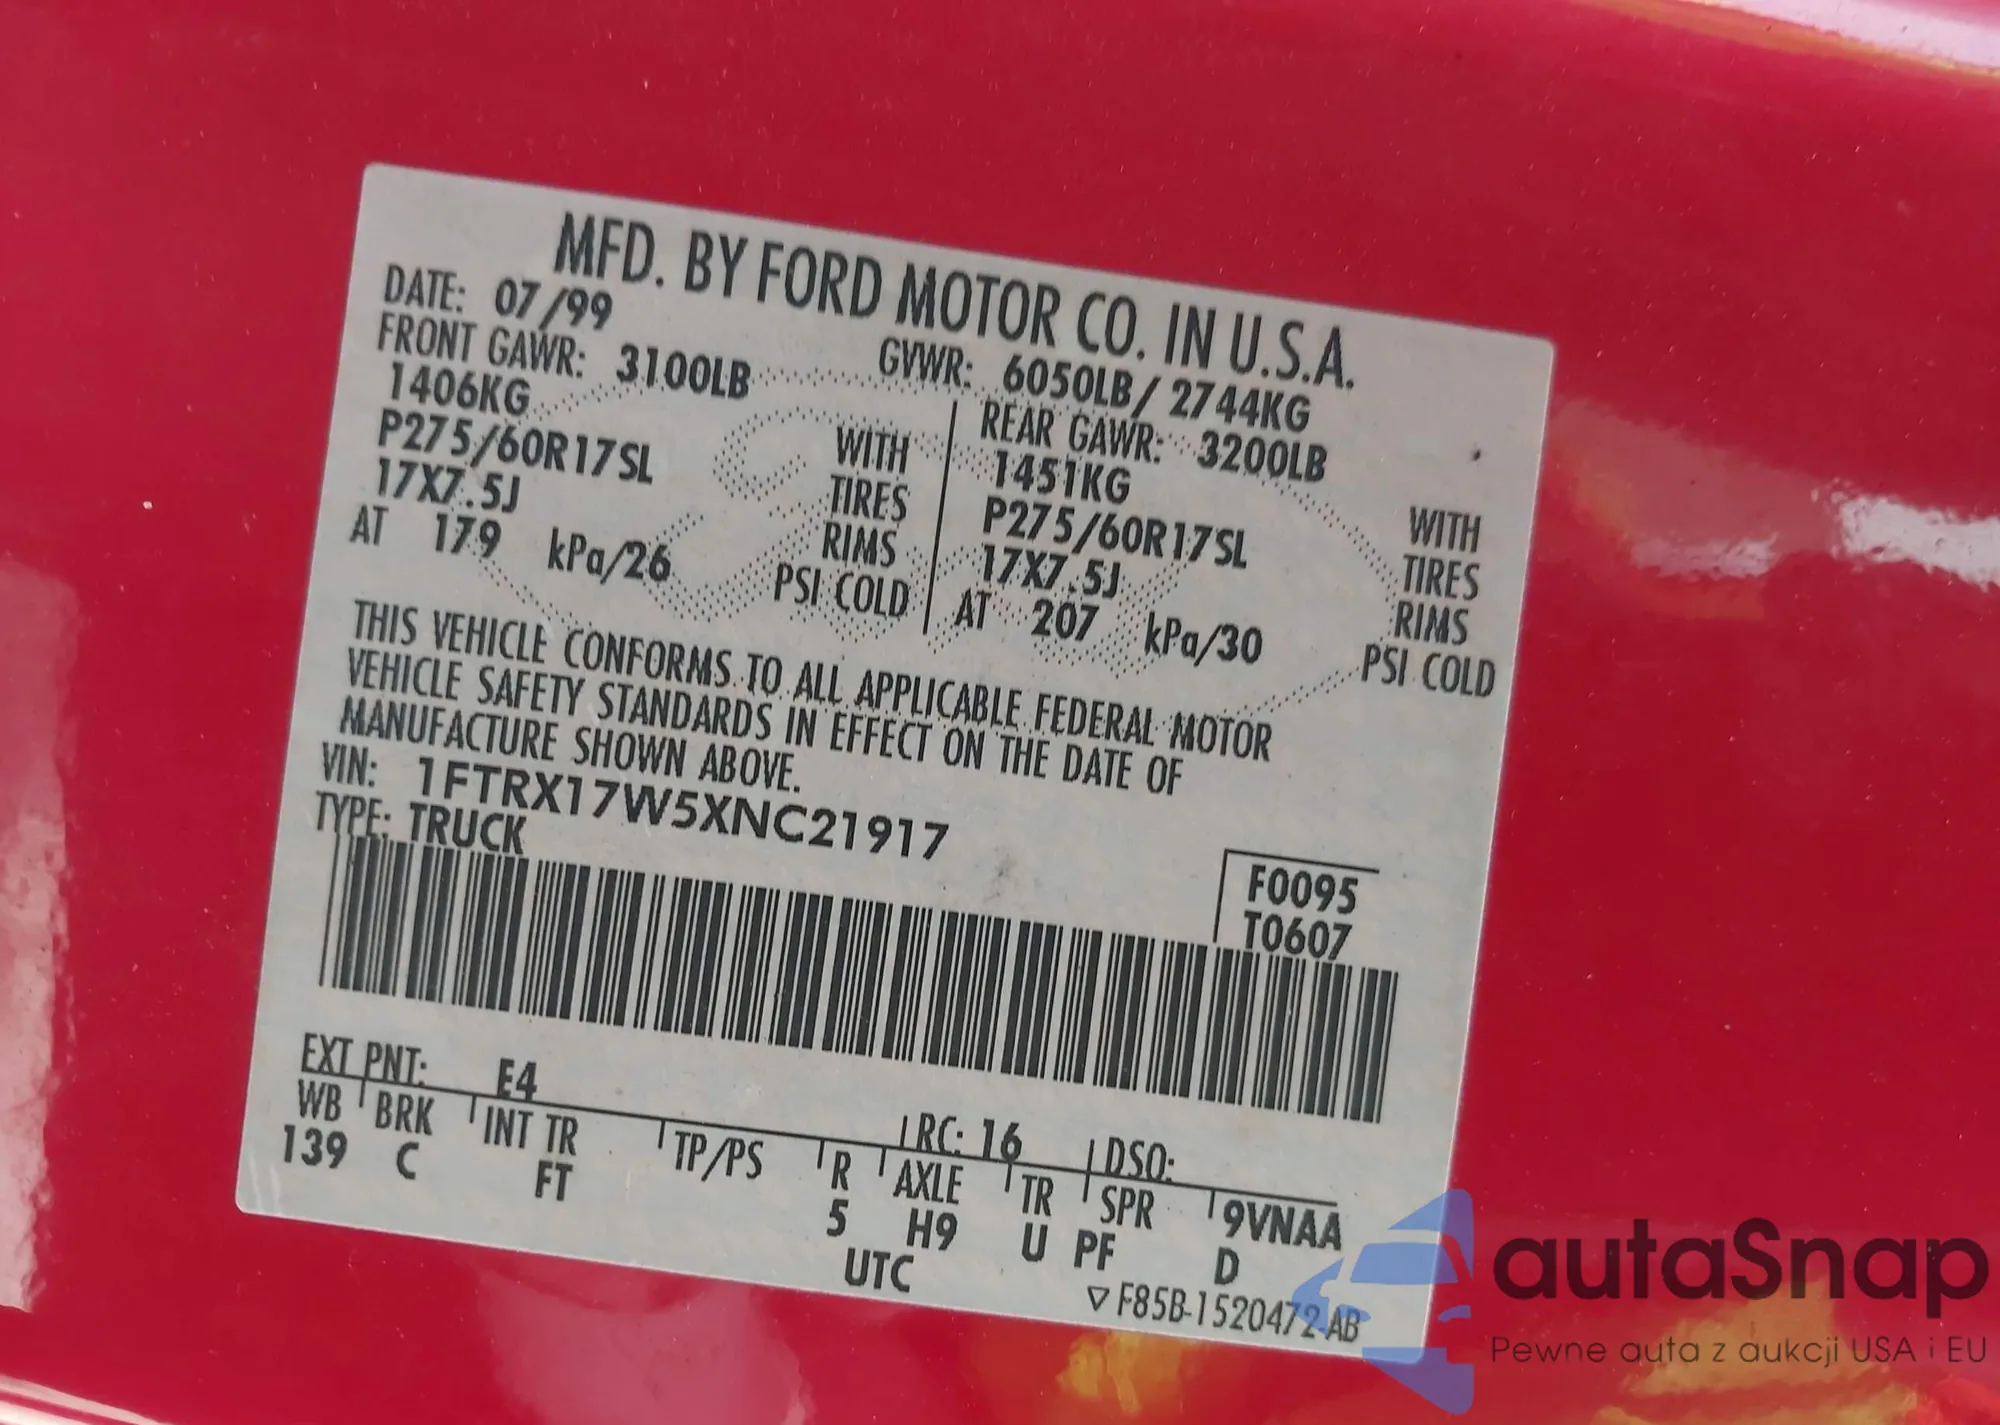 MFD. BY FORD MOTOR CO. IN U.S.A.
DATE: 07/99 GVWR: 6050LB/ 2744KG
FRONT GAWR: 3100LB REAR GAWR: 3200LB
1406KG WITH 1451KG WITH
P275/60R17SL TIRES P275/60R17SL TIRES
17X7.5J RIMS 17X7.5J RIMS
AT 179 kPa/26 PSI COLD AT 207 kPa/30 PSI COLD
THIS VEHICLE CONFORMS TO ALL APPLICABLE FEDERAL MOTOR
VEHICLE SAFETY STANDARDS IN EFFECT ON THE DATE OF
MANUFACTURE SHOWN ABOVE.
VIN: 1FTRX17W5XNC21917
TYPE: TRUCK
F0095
T0607
EXT PNT: E4 RC: 16 DSO:
WB BRK INT TR TP/PS R AXLE TR SPR 9VNAA
139 C FT 5 H9 U PF D
UTC
▽ F85B-1520472-AB
autaSnap
Pewne auta z aukcji USA i EU